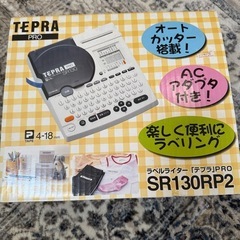 TEPRA
PRO
オート
カッター
搭載!
AC
アダプタ
付き!
4-18
楽しく便利に
ラベリング
ラベルライター「テプラ」PRO
SR130RP2